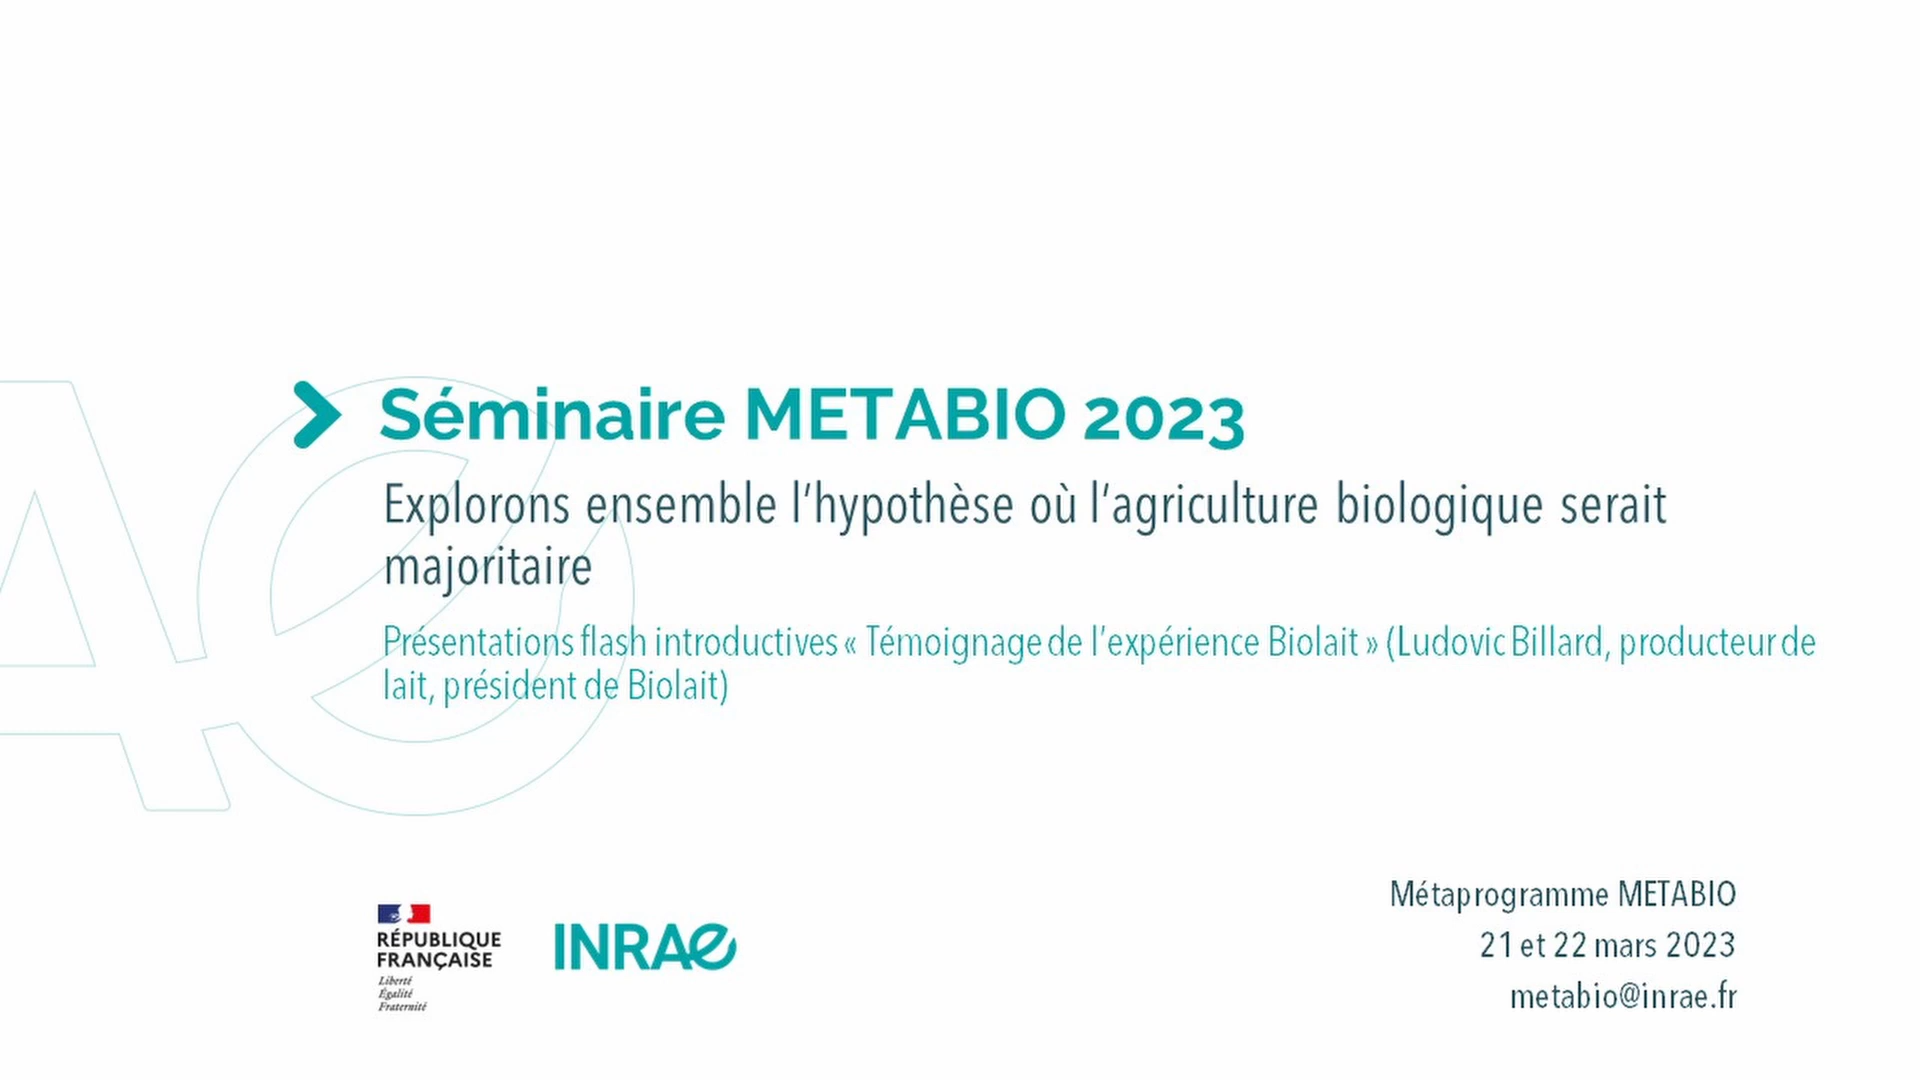 Séminaire METABIO 2023
Explorons ensemble l’hypothèse où l’agriculture biologique serait
majoritaire
Présentations flash introductives « Témoignage de l’expérience Biolait » (Ludovic Billard, producteur de
lait, président de Biolait)
RÉPUBLIQUE
FRANÇAISE
Liberté
Égalité
Fraternité
INRAE
Métaprogramme METABIO
21 et 22 mars 2023
metabio@inrae.fr